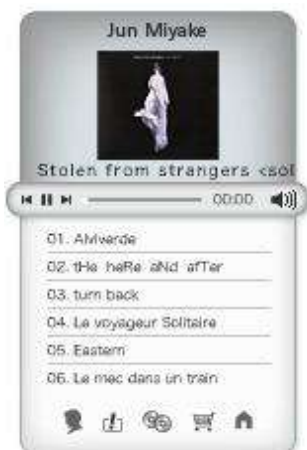 Jun Miyake
Stolen from strangers <sol
00:00
01. Alviverde
02. tHe heRe aNd afTer
03. turn back
04. Le voyageur Solitaire
05. Eastern
06. Le mec dans un train